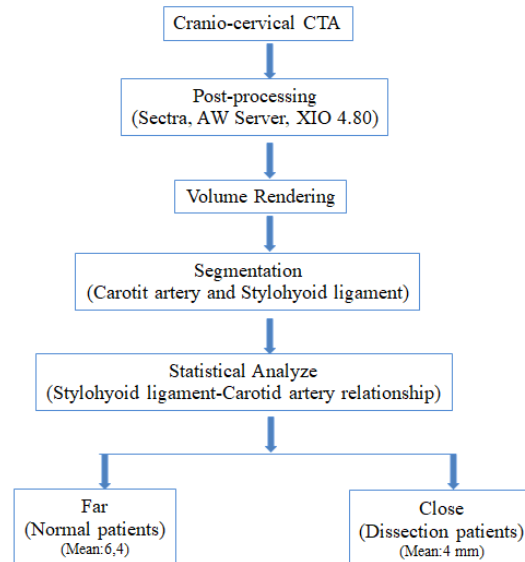 Cranio-cervical CTA
Post-processing
(Sectra, AW Server, XIO 4.80)
Volume Rendering
Segmentation
(Carotit artery and Stylohyoid ligament)
Statistical Analyze
(Stylohyoid ligament-Carotid artery relationship)
Far
(Normal patients)
(Mean:6,4)
Close
(Dissection patients)
(Mean:4 mm)